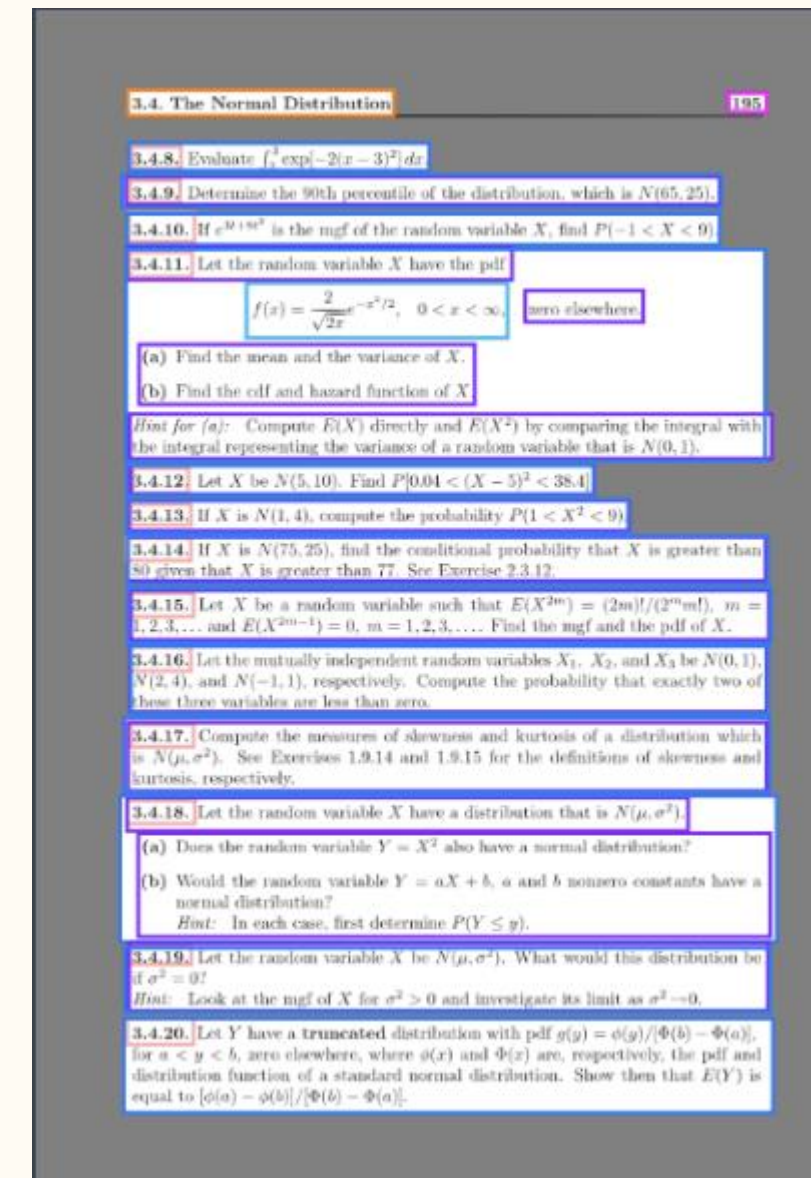 3.4. The Normal Distribution 195
3.4.8. Evaluate ∫₂³ exp[−2(x − 3)²] dx
3.4.9. Determine the 90th percentile of the distribution, which is N(65, 25).
3.4.10. If e^{3t+8t²} is the mgf of the random variable X, find P(−1 < X < 9)
3.4.11. Let the random variable X have the pdf
f(x) = 2/√2π e^{−x²/2}, 0 < x < ∞, zero elsewhere.
(a) Find the mean and the variance of X.
(b) Find the cdf and hazard function of X
Hint for (a): Compute E(X) directly and E(X²) by comparing the integral with
the integral representing the variance of a random variable that is N(0, 1).
3.4.12 Let X be N(5, 10). Find P[0.04 < (X − 5)² < 38.4]
3.4.13. If X is N(1, 4), compute the probability P(1 < X² < 9)
3.4.14. If X is N(75, 25), find the conditional probability that X is greater than
80 given that X is greater than 77. See Exercise 2.3.12.
3.4.15. Let X be a random variable such that E(X²ᵐ) = (2m)!/(2ᵐm!), m =
1, 2, 3, . . . and E(X²ᵐ⁻¹) = 0, m = 1, 2, 3, . . . . Find the mgf and the pdf of X.
3.4.16. Let the mutually independent random variables X₁, X₂, and X₃ be N(0, 1),
N(2, 4), and N(−1, 1), respectively. Compute the probability that exactly two of
these three variables are less than zero.
3.4.17. Compute the measures of skewness and kurtosis of a distribution which
is N(μ, σ²). See Exercises 1.9.14 and 1.9.15 for the definitions of skewness and
kurtosis, respectively.
3.4.18. Let the random variable X have a distribution that is N(μ, σ²).
(a) Does the random variable Y = X² also have a normal distribution?
(b) Would the random variable Y = aX + b, a and b nonzero constants have a
normal distribution?
Hint: In each case, first determine P(Y ≤ y).
3.4.19. Let the random variable X be N(μ, σ²). What would this distribution be
if σ² = 0?
Hint: Look at the mgf of X for σ² > 0 and investigate its limit as σ² →0.
3.4.20. Let Y have a truncated distribution with pdf g(y) = φ(y)/[Φ(b) − Φ(a)],
for a < y < b, zero elsewhere, where φ(x) and Φ(x) are, respectively, the pdf and
distribution function of a standard normal distribution. Show then that E(Y) is
equal to [φ(a) − φ(b)]/[Φ(b) − Φ(a)].